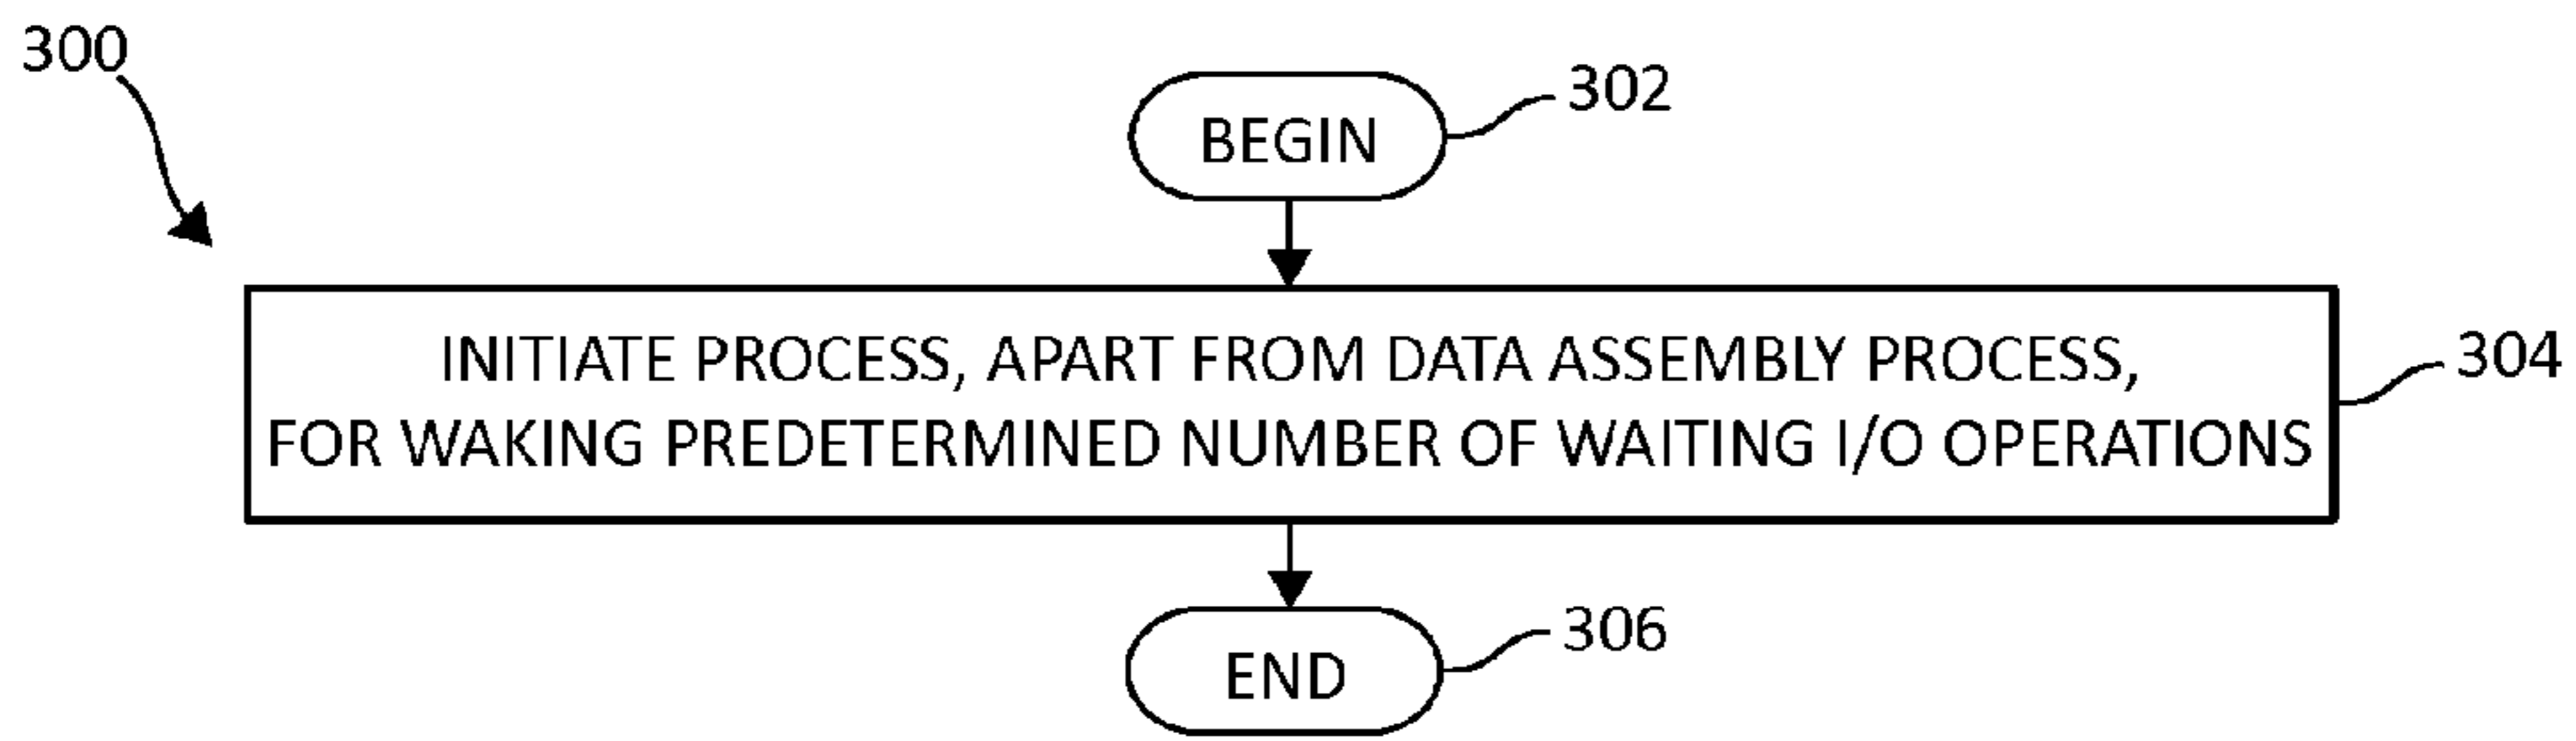 300
BEGIN
302
INITIATE PROCESS, APART FROM DATA ASSEMBLY PROCESS,
FOR WAKING PREDETERMINED NUMBER OF WAITING I/O OPERATIONS
304
END
306